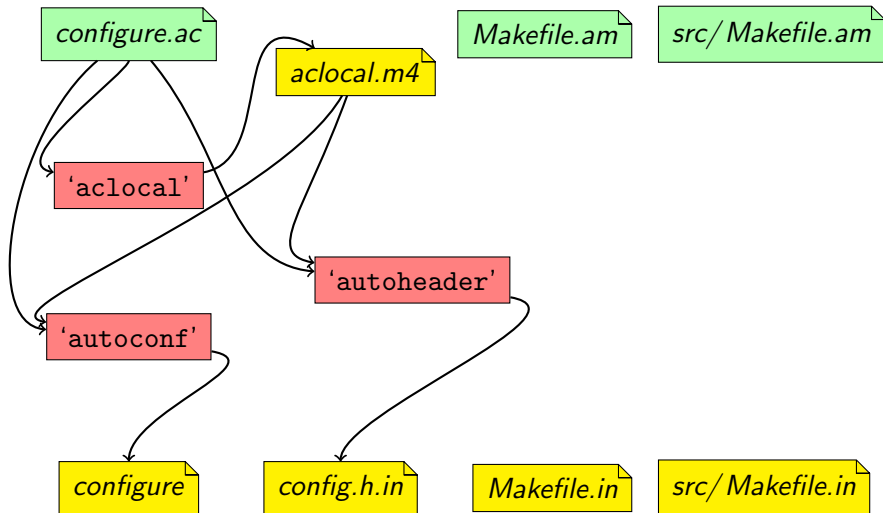 configure.ac
aclocal.m4
Makefile.am
src/Makefile.am
‘aclocal’
‘autoheader’
‘autoconf’
configure
config.h.in
Makefile.in
src/Makefile.in